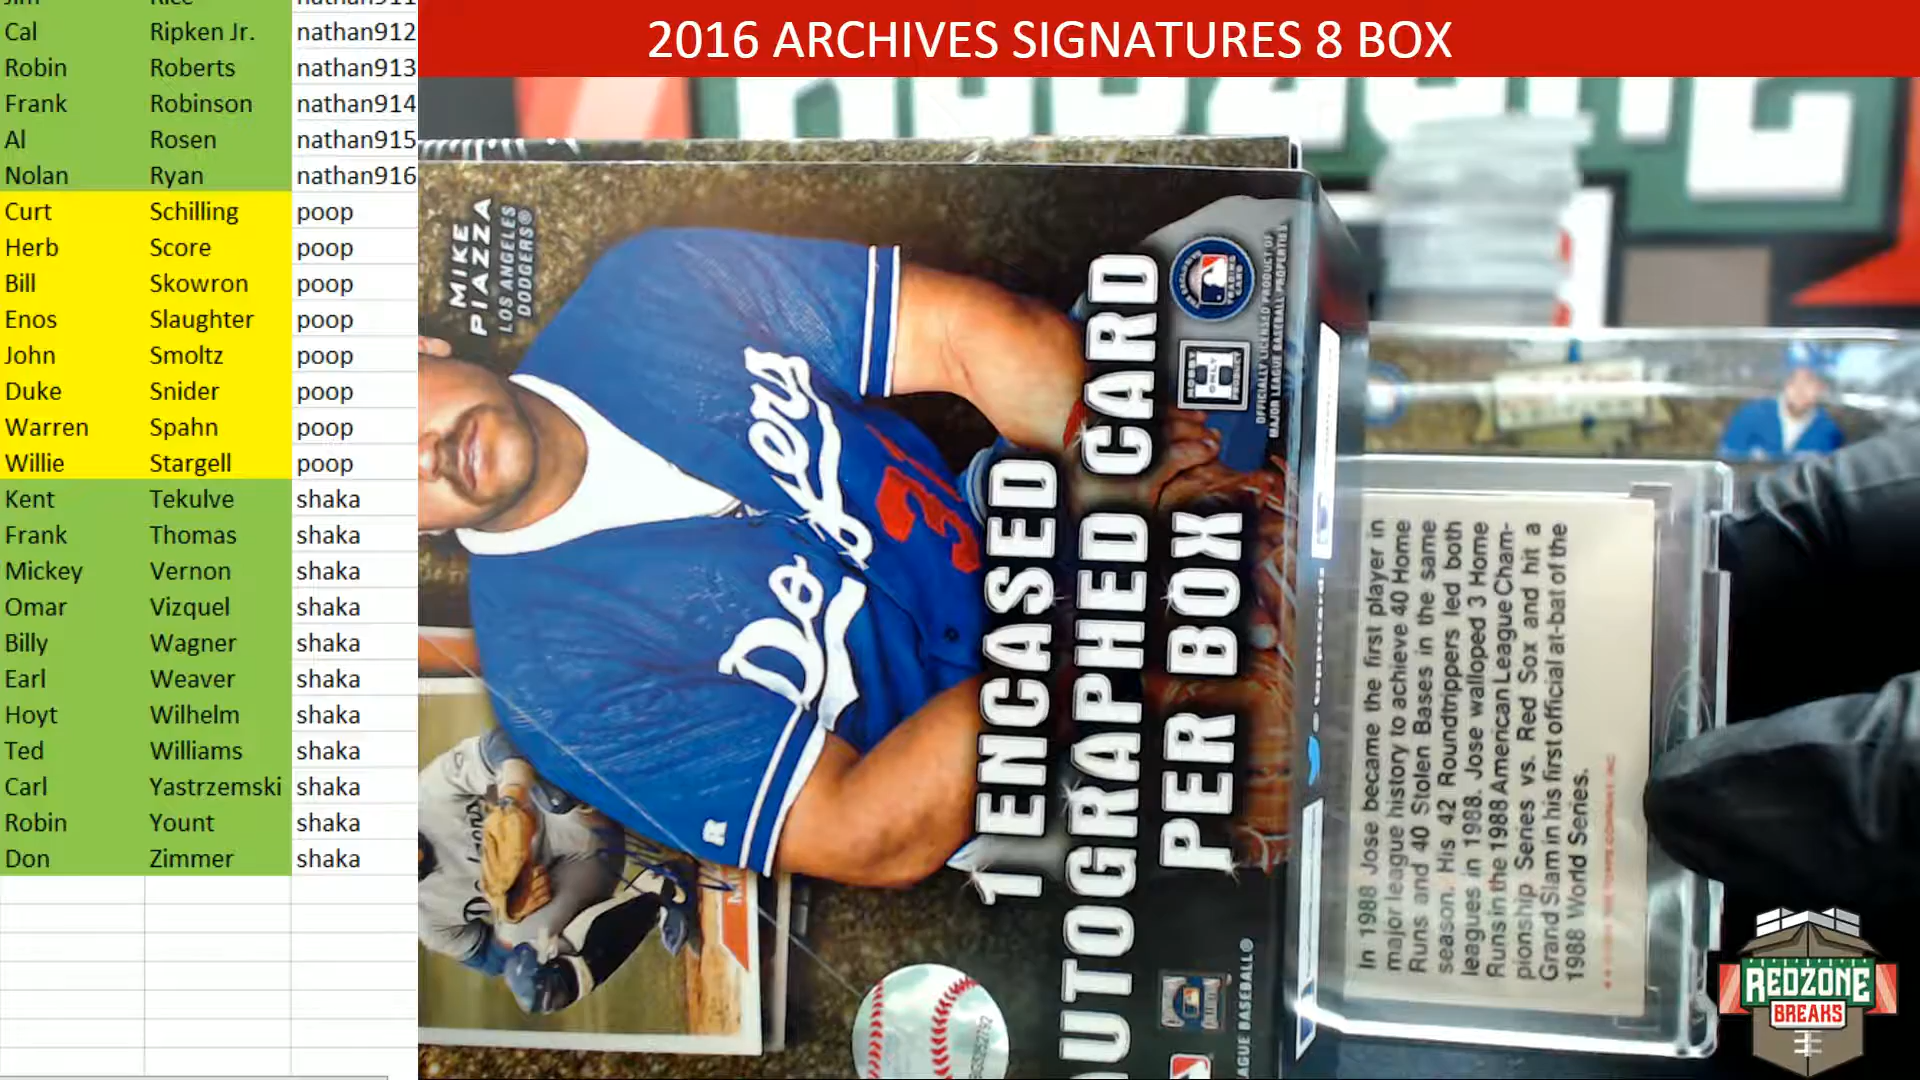 2016 ARCHIVES SIGNATURES 8 BOX
Cal Ripken Jr. nathan912
Robin Roberts nathan913
Frank Robinson nathan914
Al Rosen nathan915
Nolan Ryan nathan916
Curt Schilling poop
Herb Score poop
Bill Skowron poop
Enos Slaughter poop
John Smoltz poop
Duke Snider poop
Warren Spahn poop
Willie Stargell poop
Kent Tekulve shaka
Frank Thomas shaka
Mickey Vernon shaka
Omar Vizquel shaka
Billy Wagner shaka
Earl Weaver shaka
Hoyt Wilhelm shaka
Ted Williams shaka
Carl Yastrzemski shaka
Robin Yount shaka
Don Zimmer shaka
MIKE
PIAZZA
LOS ANGELES
DODGERS®
Dodgers
31
1 ENCASED
AUTOGRAPHED CARD
PER BOX
HOBBY
ONLY
PRODUCT
OFFICIALLY LICENSED PRODUCT OF
MAJOR LEAGUE BASEBALL PROPERTIES
In 1988 Jose became the first player in
major league history to achieve 40 Home
Runs and 40 Stolen Bases in the same
season. His 42 Roundtrippers led both
leagues in 1988. Jose walloped 3 Home
Runs in the 1988 American League Cham-
pionship Series vs. Red Sox and hit a
Grand Slam in his first official at-bat of the
1988 World Series.
REDZONE
BREAKS